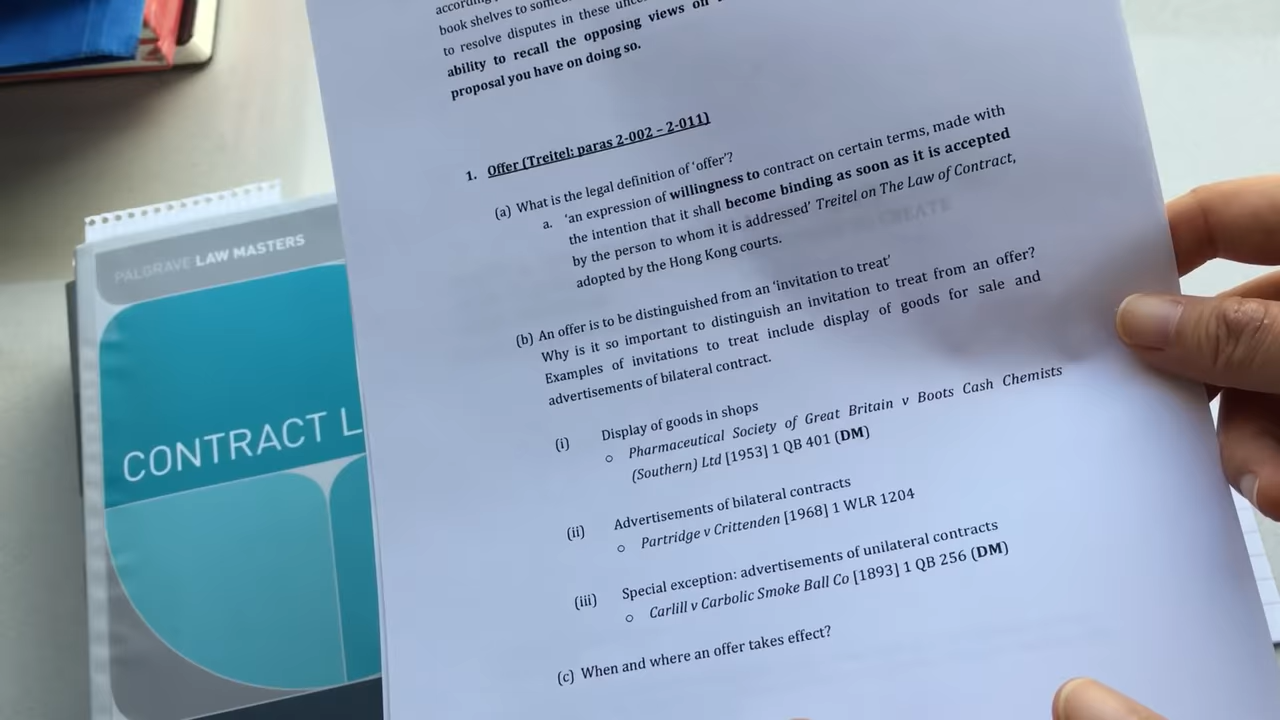 book shelves to
to resolve disputes in these
ability to recall the opposing views on
proposal you have on doing so.
1. Offer (Treitel: paras 2-002 – 2-011)
(a) What is the legal definition of 'offer'?
a. 'an expression of willingness to contract on certain terms, made with
the intention that it shall become binding as soon as it is accepted
by the person to whom it is addressed' Treitel on The Law of Contract,
adopted by the Hong Kong courts.
(b) An offer is to be distinguished from an 'invitation to treat'
Why is it so important to distinguish an invitation to treat from an offer?
Examples of invitations to treat include display of goods for sale and
advertisements of bilateral contract.
(i) Display of goods in shops
o Pharmaceutical Society of Great Britain v Boots Cash Chemists
(Southern) Ltd [1953] 1 QB 401 (DM)
(ii) Advertisements of bilateral contracts
o Partridge v Crittenden [1968] 1 WLR 1204
(iii) Special exception: advertisements of unilateral contracts
o Carlill v Carbolic Smoke Ball Co [1893] 1 QB 256 (DM)
(c) When and where an offer takes effect?
PALGRAVE LAW MASTERS
CONTRACT L